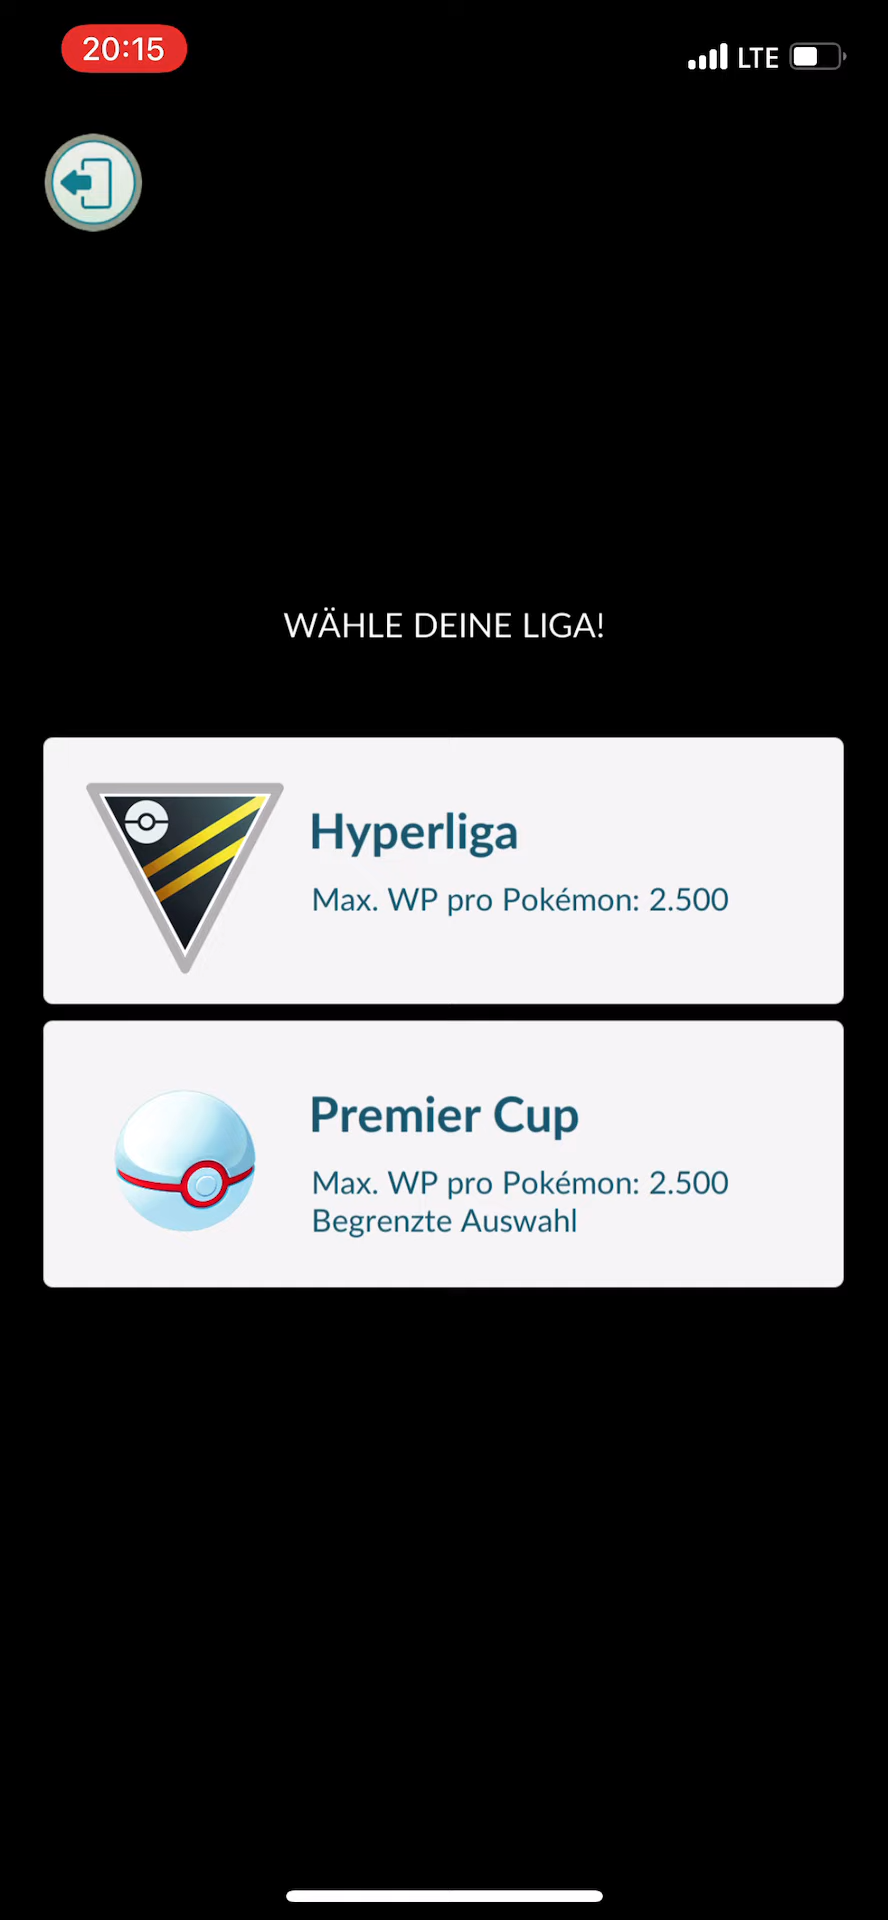 20:15
LTE
WÄHLE DEINE LIGA!
Hyperliga
Max. WP pro Pokémon: 2.500
Premier Cup
Max. WP pro Pokémon: 2.500
Begrenzte Auswahl